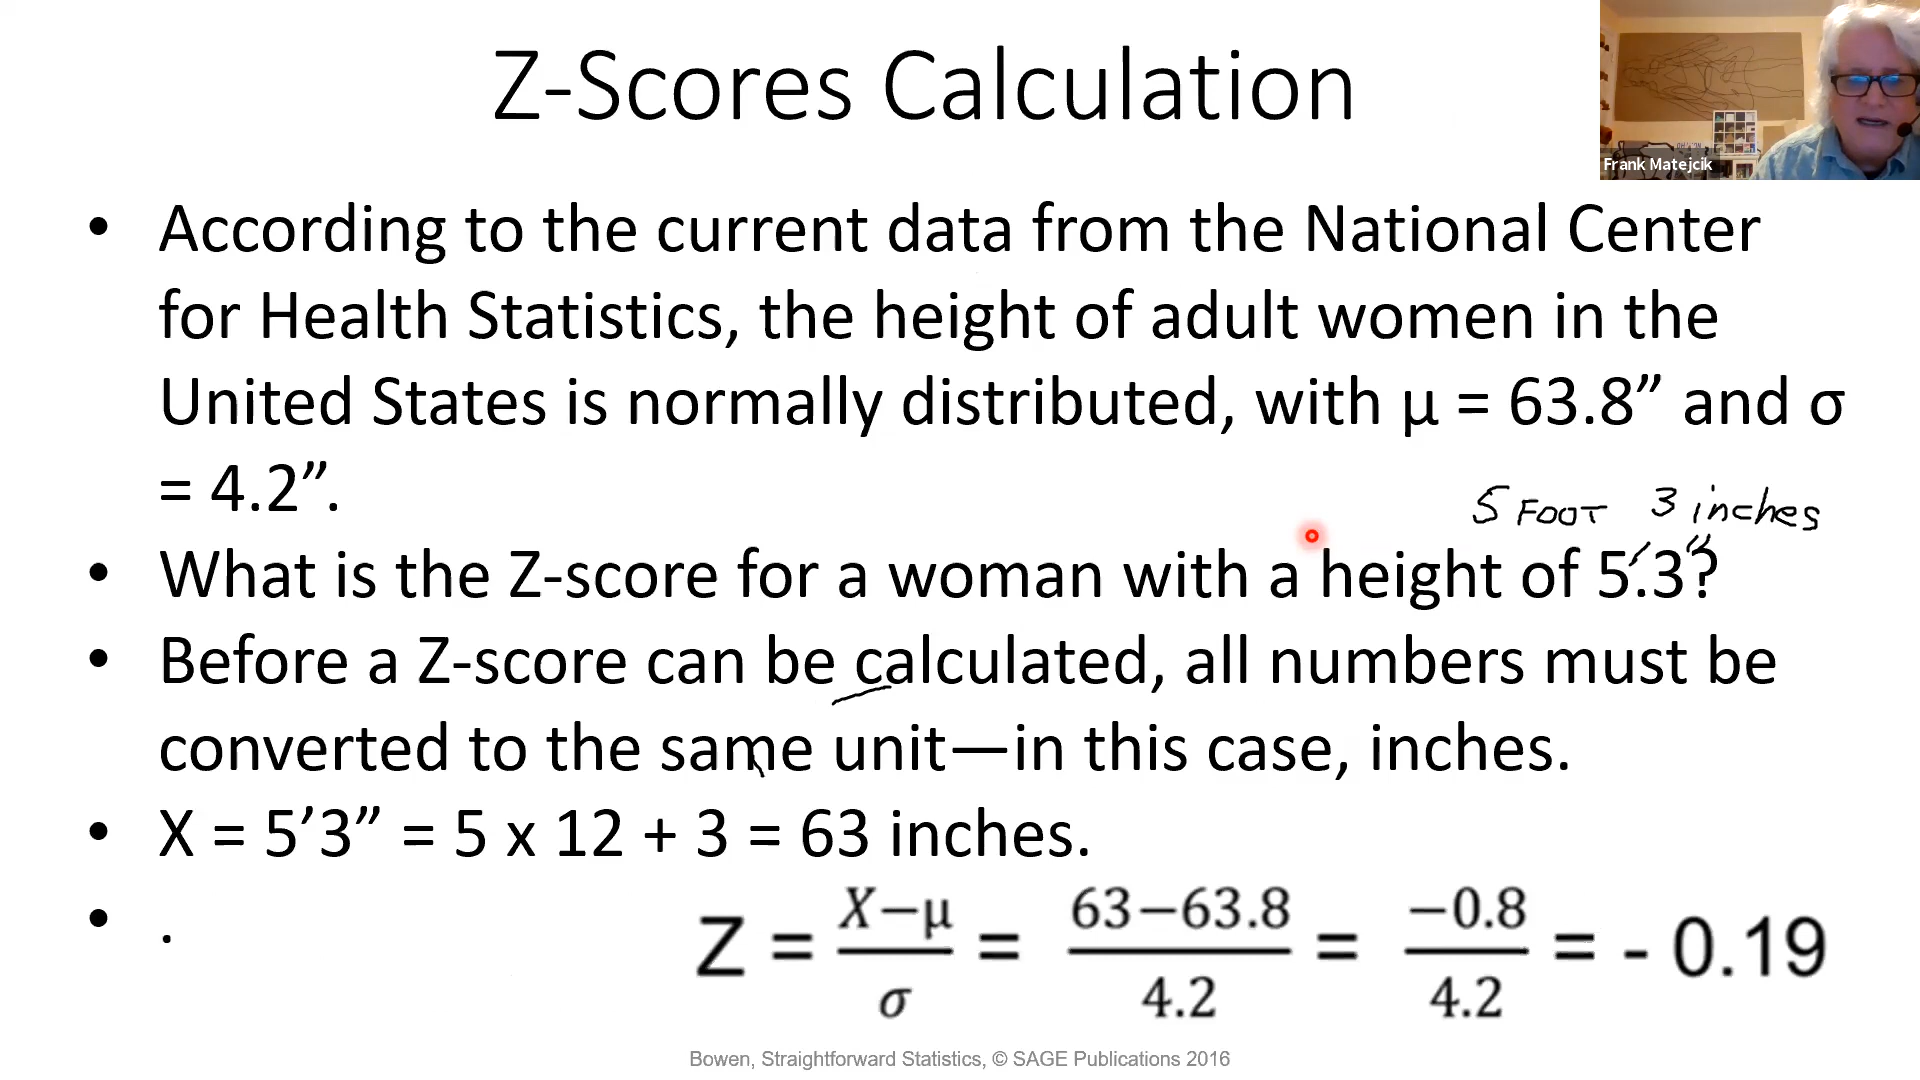 Z-Scores Calculation
Frank Matejcik
• According to the current data from the National Center
for Health Statistics, the height of adult women in the
United States is normally distributed, with μ = 63.8” and σ
= 4.2”.
5 FOOT 3 inches
• What is the Z-score for a woman with a height of 5′.3″?
• Before a Z-score can be calculated, all numbers must be
converted to the same unit—in this case, inches.
• X = 5’3” = 5 x 12 + 3 = 63 inches.
• .
Z = (X−μ)/σ = (63−63.8)/4.2 = (−0.8)/4.2 = - 0.19
Bowen, Straightforward Statistics, © SAGE Publications 2016